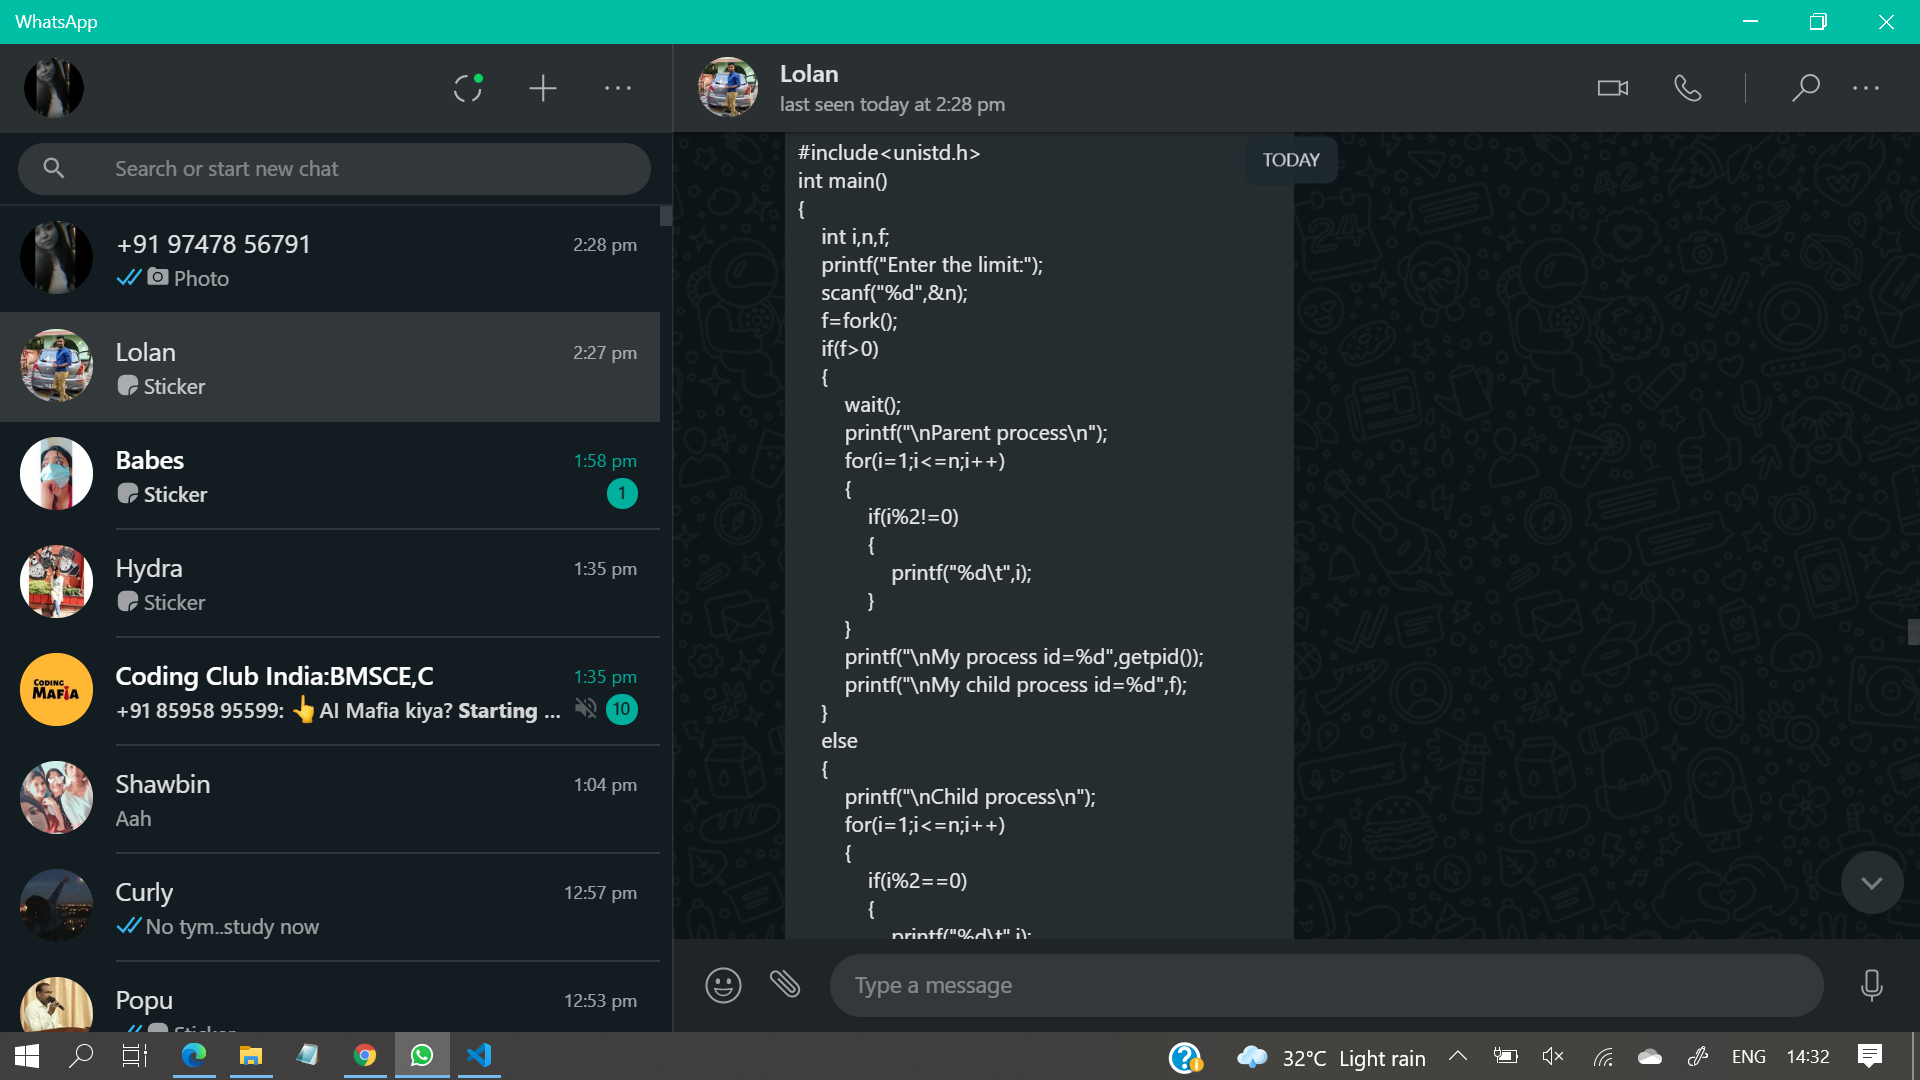 WhatsApp
Search or start new chat
+91 97478 56791
2:28 pm
Photo
Lolan
2:27 pm
Sticker
Babes
1:58 pm
Sticker
1
Hydra
1:35 pm
Sticker
CODING
MAFIA
Coding Club India:BMSCE,C
1:35 pm
+91 85958 95599: 👆AI Mafia kiya? Starting ...
10
Shawbin
1:04 pm
Aah
Curly
12:57 pm
No tym..study now
Popu
12:53 pm
Sticker
Lolan
last seen today at 2:28 pm
TODAY
#include<unistd.h>
int main()
{
int i,n,f;
printf("Enter the limit:");
scanf("%d",&n);
f=fork();
if(f>0)
{
wait();
printf("\nParent process\n");
for(i=1;i<=n;i++)
{
if(i%2!=0)
{
printf("%d\t",i);
}
}
printf("\nMy process id=%d",getpid());
printf("\nMy child process id=%d",f);
}
else
{
printf("\nChild process\n");
for(i=1;i<=n;i++)
{
if(i%2==0)
{
printf("%d\t",i);
Type a message
32°C Light rain
ENG
14:32